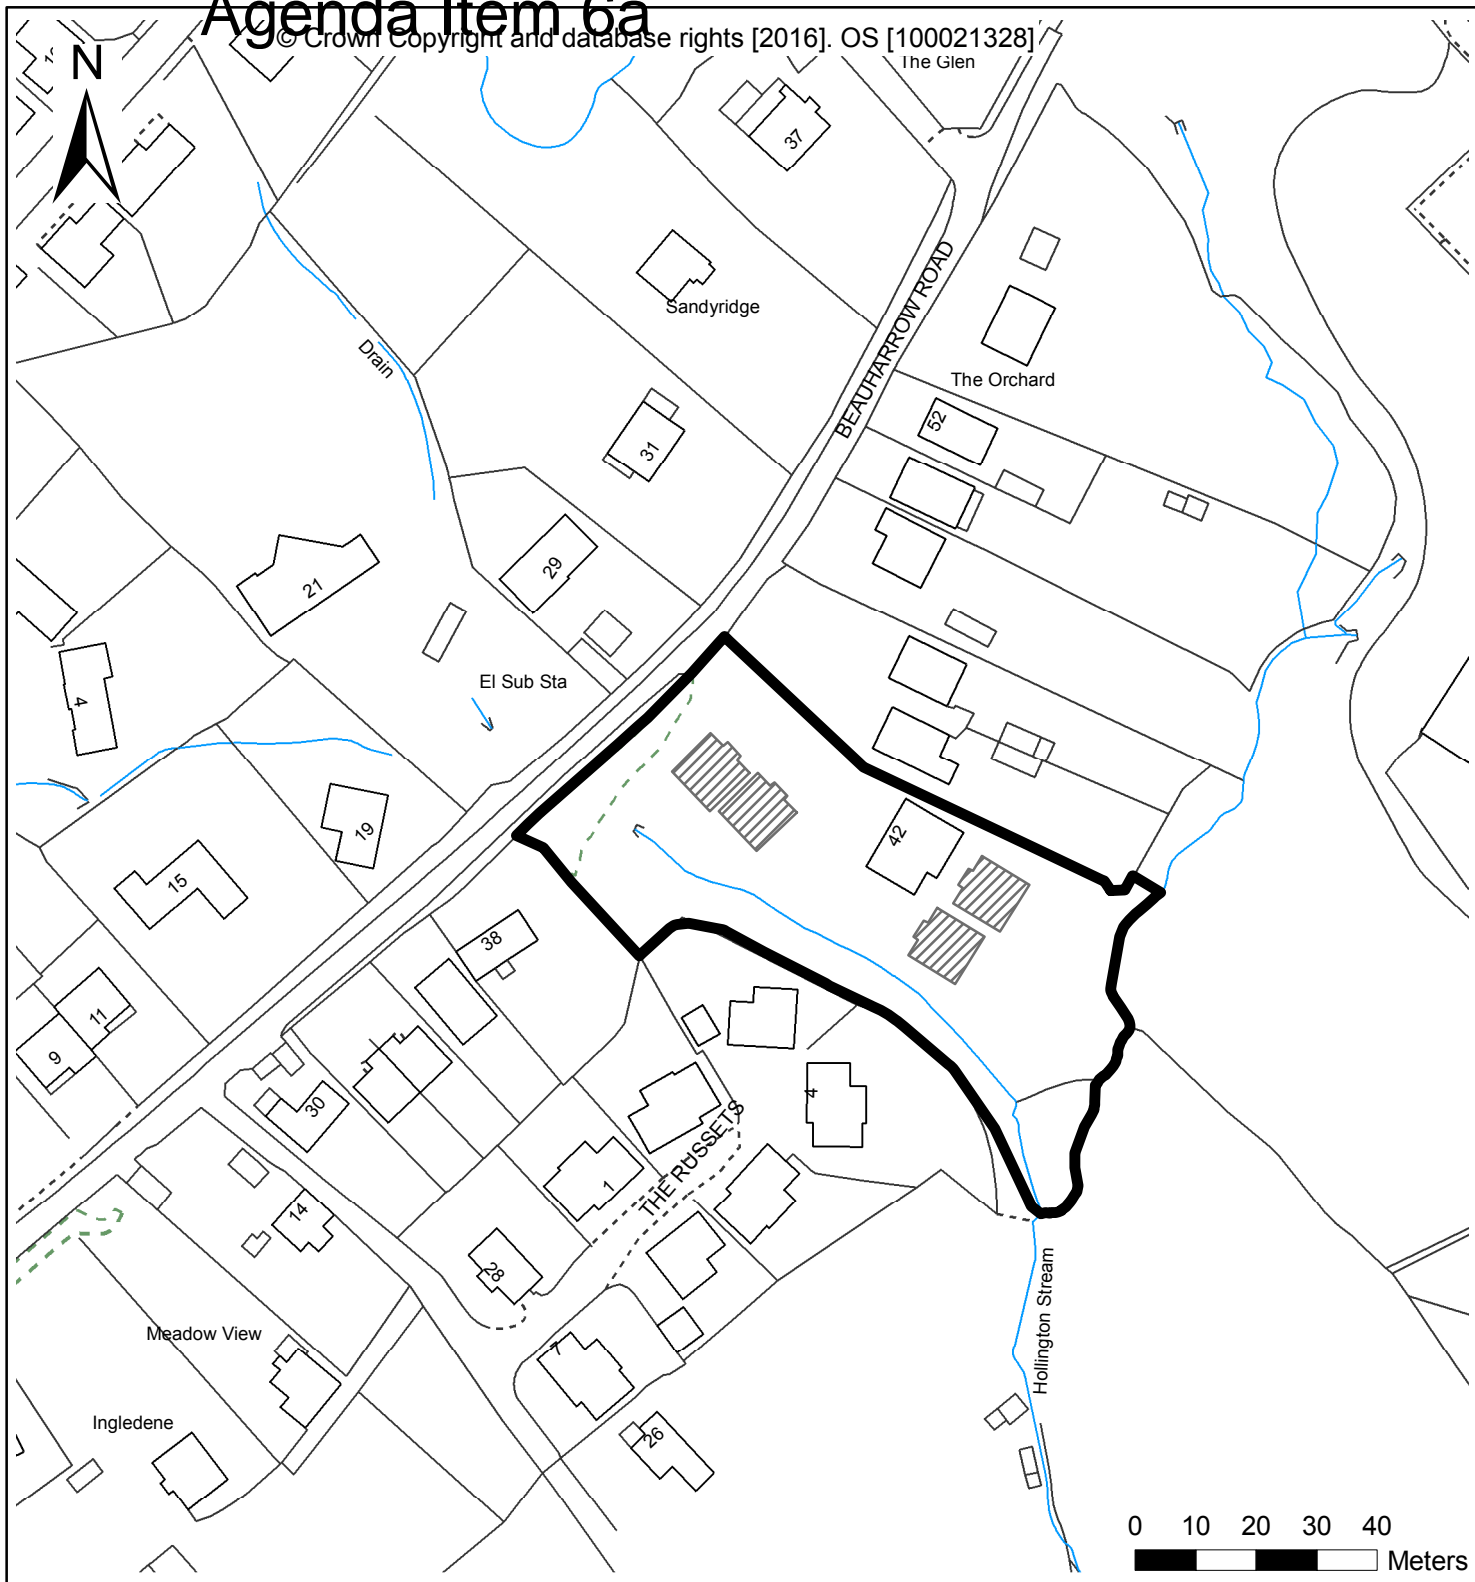 Agenda Item 6a
© Crown Copyright and database rights [2016]. OS [100021328]
N
The Glen
37
Sandyridge
BEAUHARROW ROAD
Drain
The Orchard
52
31
29
21
4
El Sub Sta
19
42
15
38
11
9
30
4
THE RUSSETS
1
14
28
Hollington Stream
Meadow View
7
Ingledene
26
0 10 20 30 40
Meters